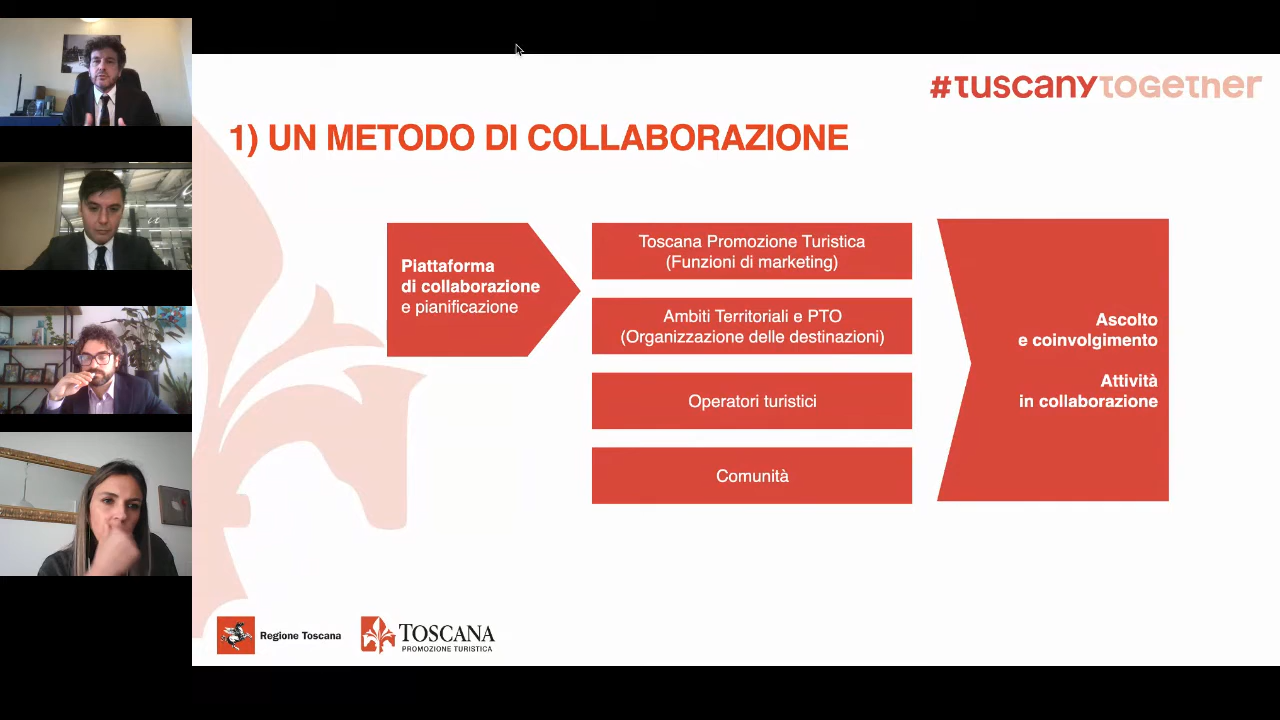 #tuscanytogether
1) UN METODO DI COLLABORAZIONE
Piattaforma
di collaborazione
e pianificazione
Toscana Promozione Turistica
(Funzioni di marketing)
Ambiti Territoriali e PTO
(Organizzazione delle destinazioni)
Operatori turistici
Comunità
Ascolto
e coinvolgimento
Attività
in collaborazione
Regione Toscana
TOSCANA
PROMOZIONE TURISTICA